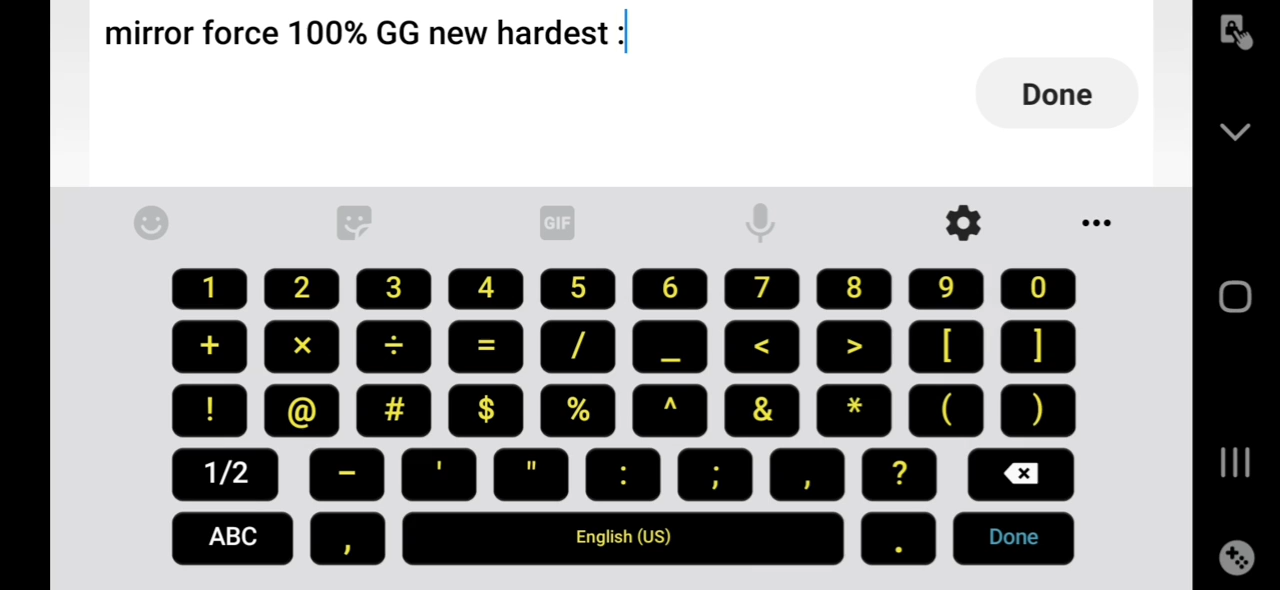 mirror force 100% GG new hardest :
Done
GIF
1 2 3 4 5 6 7 8 9 0
+ × ÷ = / _ < > [ ]
! @ # $ % ^ & * ( )
1/2 - ' " : ; , ?
ABC , English (US) . Done